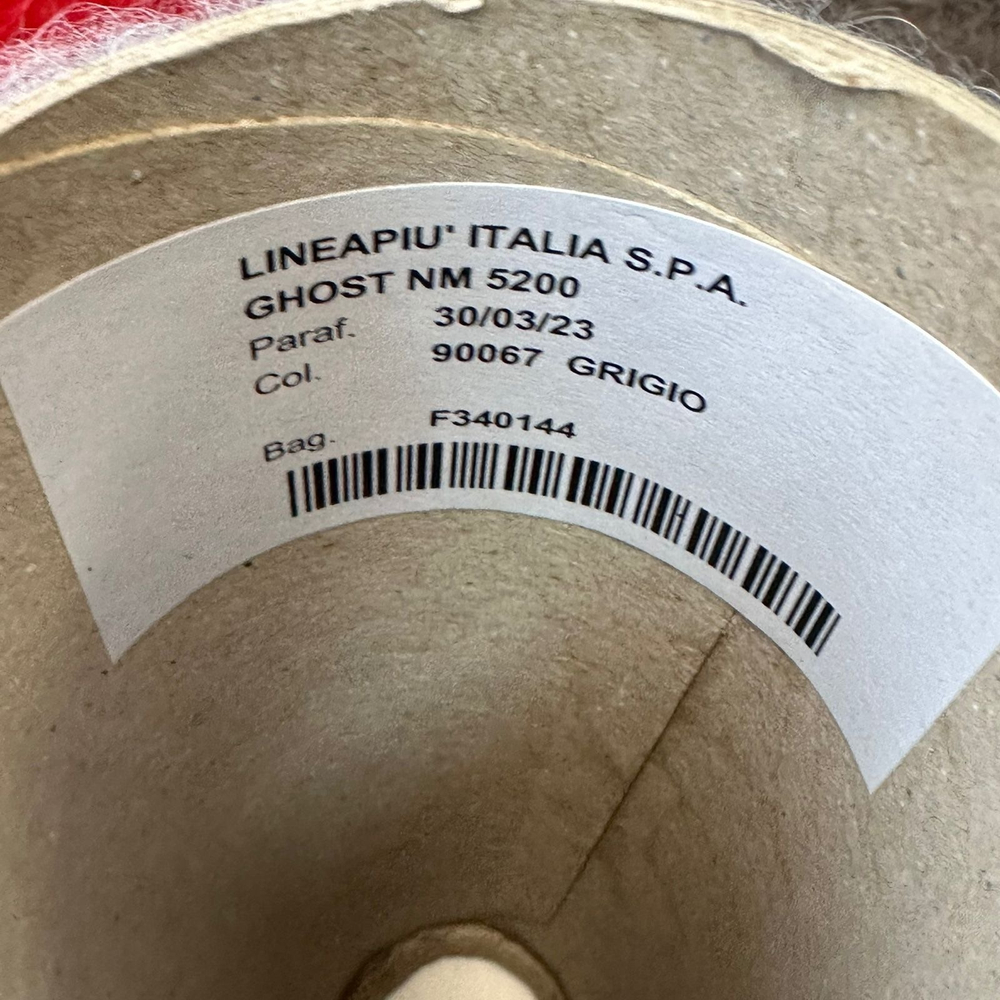 LINEAPIU' ITALIA S.P.A.
GHOST NM 5200
Paraf. 30/03/23
Col. 90067 GRIGIO
Bag. F340144